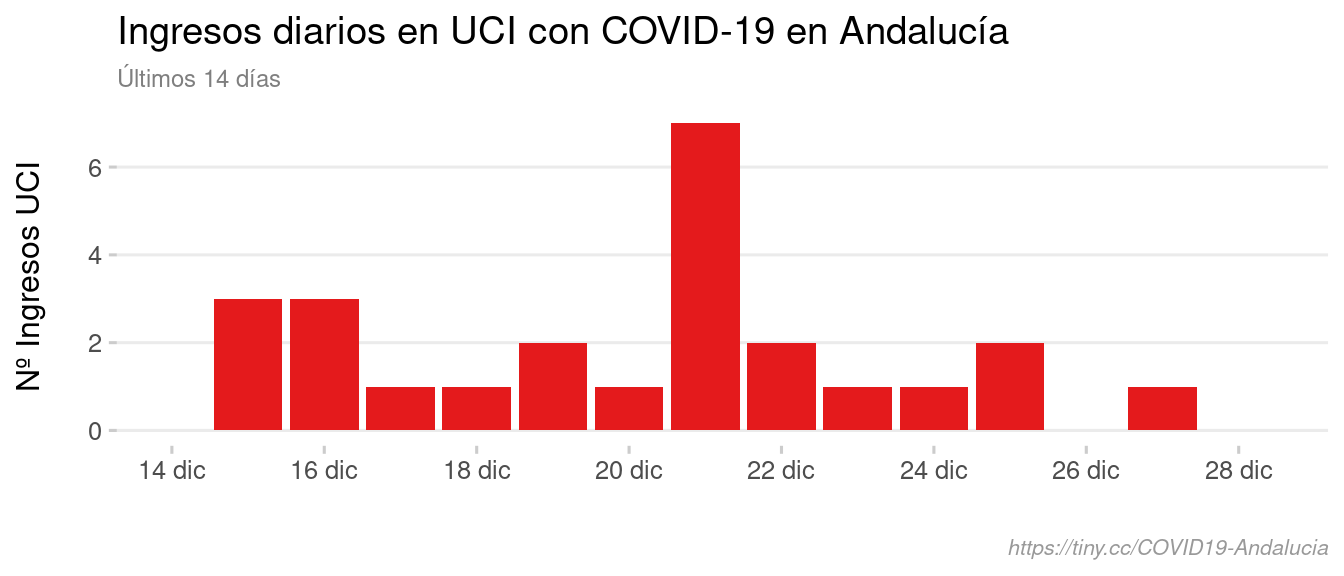 Ingresos diarios en UCI con COVID-19 en Andalucía
Últimos 14 días
Nº Ingresos UCI
6
4
2
0
14 dic 16 dic 18 dic 20 dic 22 dic 24 dic 26 dic 28 dic
https://tiny.cc/COVID19-Andalucia